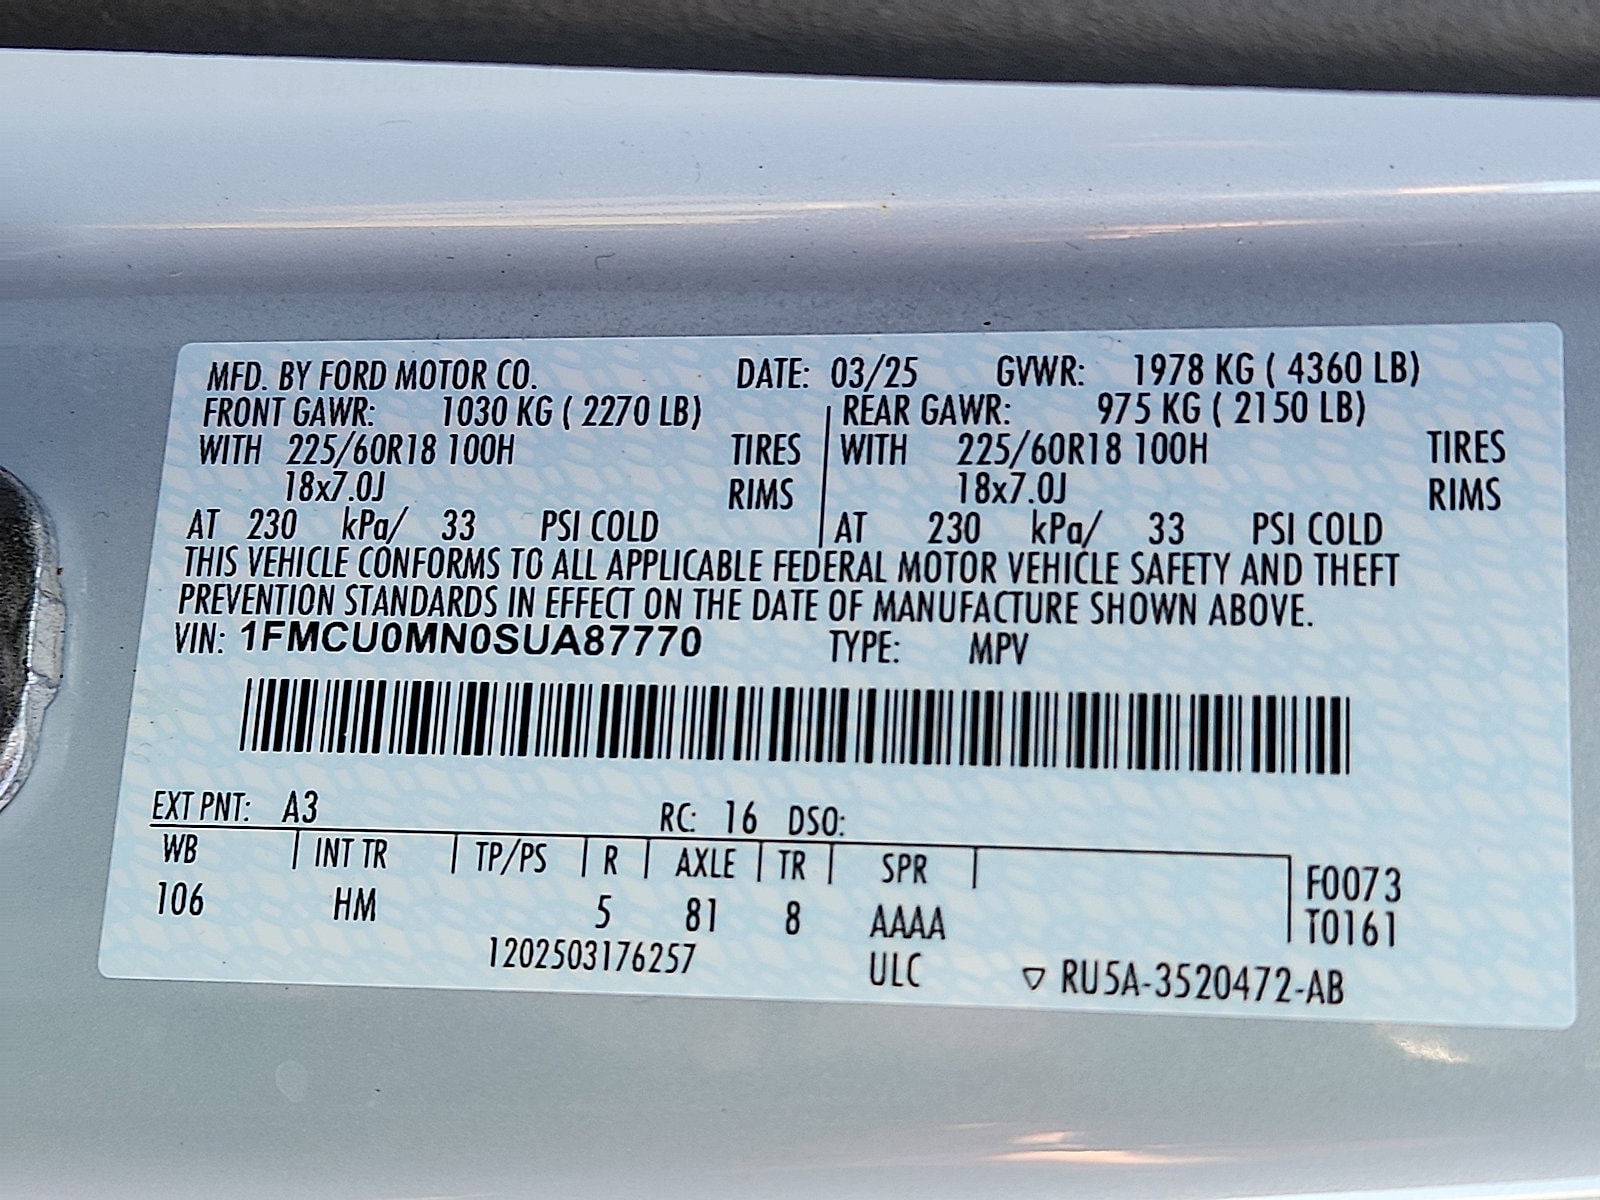 MFD. BY FORD MOTOR CO. DATE: 03/25 GVWR: 1978 KG ( 4360 LB)
FRONT GAWR: 1030 KG ( 2270 LB) REAR GAWR: 975 KG ( 2150 LB)
WITH 225/60R18 100H TIRES WITH 225/60R18 100H TIRES
18x7.0J RIMS 18x7.0J RIMS
AT 230 kPa/ 33 PSI COLD AT 230 kPa/ 33 PSI COLD
THIS VEHICLE CONFORMS TO ALL APPLICABLE FEDERAL MOTOR VEHICLE SAFETY AND THEFT
PREVENTION STANDARDS IN EFFECT ON THE DATE OF MANUFACTURE SHOWN ABOVE.
VIN: 1FMCU0MN0SUA87770 TYPE: MPV
EXT PNT: A3 RC: 16 DSO:
WB INT TR TP/PS R AXLE TR SPR F0073
106 HM 5 81 8 AAAA T0161
1202503176257 ULC ▽ RU5A-3520472-AB